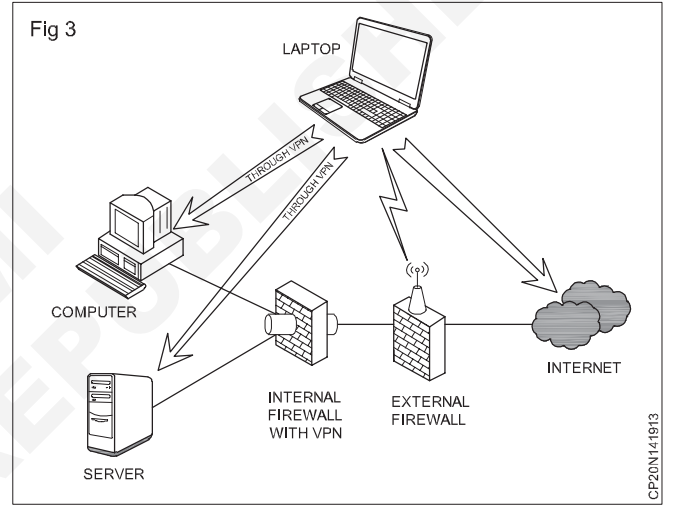 Fig 3
LAPTOP
THROUGH VPN
THROUGH VPN
COMPUTER
INTERNET
INTERNAL
FIREWALL
WITH VPN
EXTERNAL
FIREWALL
SERVER
CP20N141913